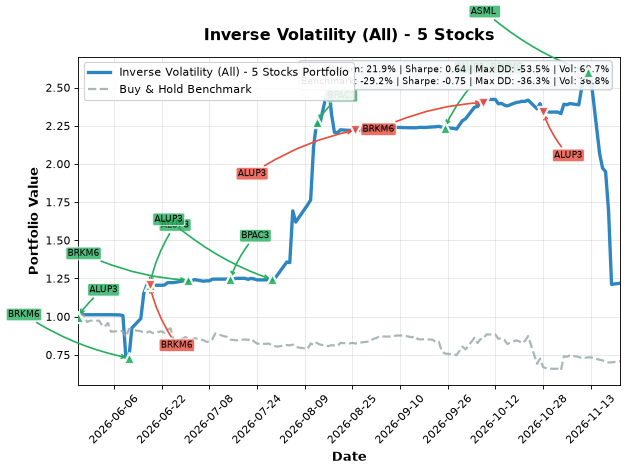 ASML
Inverse Volatility (All) - 5 Stocks
Inverse Volatility (All) - 5 Stocks Portfolio
Buy & Hold Benchmark
21.9% | Sharpe: 0.64 | Max DD: -53.5% | Vol:
-29.2% | Sharpe: -0.75 | Max DD: -36.3% | Vol: 36.8%
Portfolio Value
2.50
2.25
2.00
1.75
1.50
1.25
1.00
0.75
BRKM6
ALUP3
ALUP3
ALUP3
BPAC3
BRKM6
ALUP3
BRKM6
BRKM6
2026-06-06
2026-06-22
2026-07-08
2026-07-24
2026-08-09
2026-08-25
2026-09-10
2026-09-26
2026-10-12
2026-10-28
2026-11-13
Date